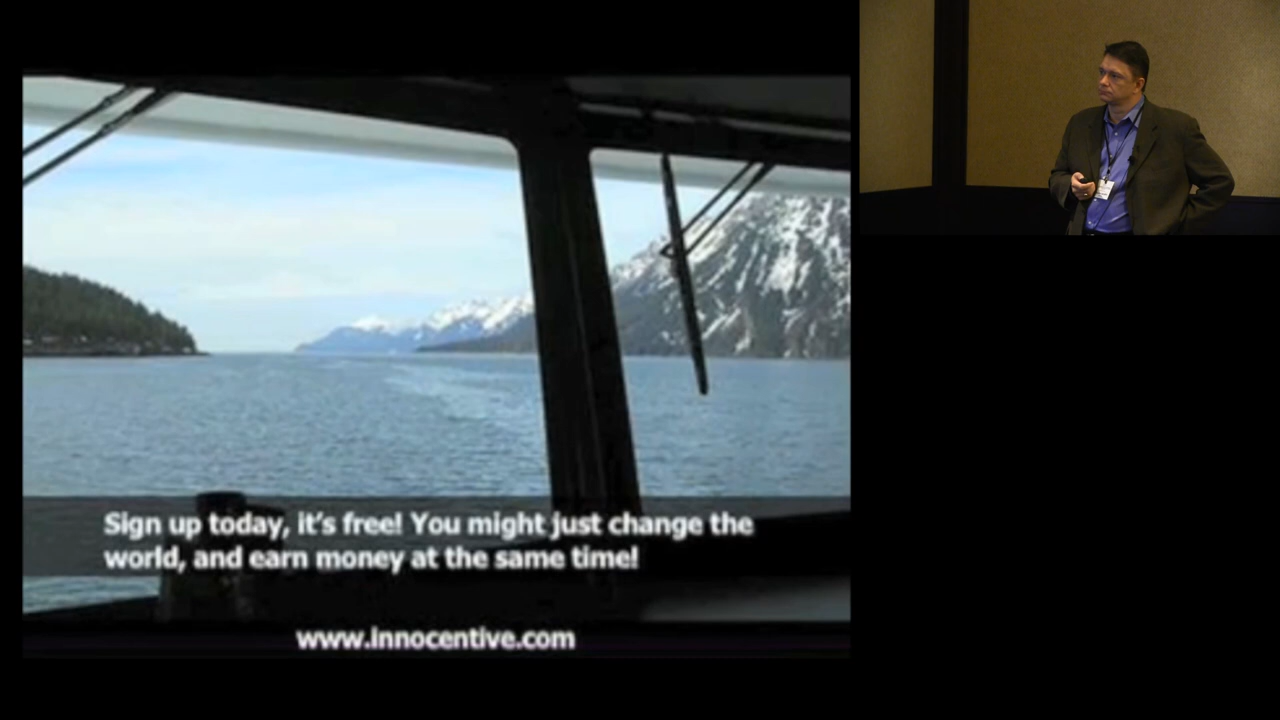 Sign up today, it's free! You might just change the
world, and earn money at the same time!
www.innocentive.com